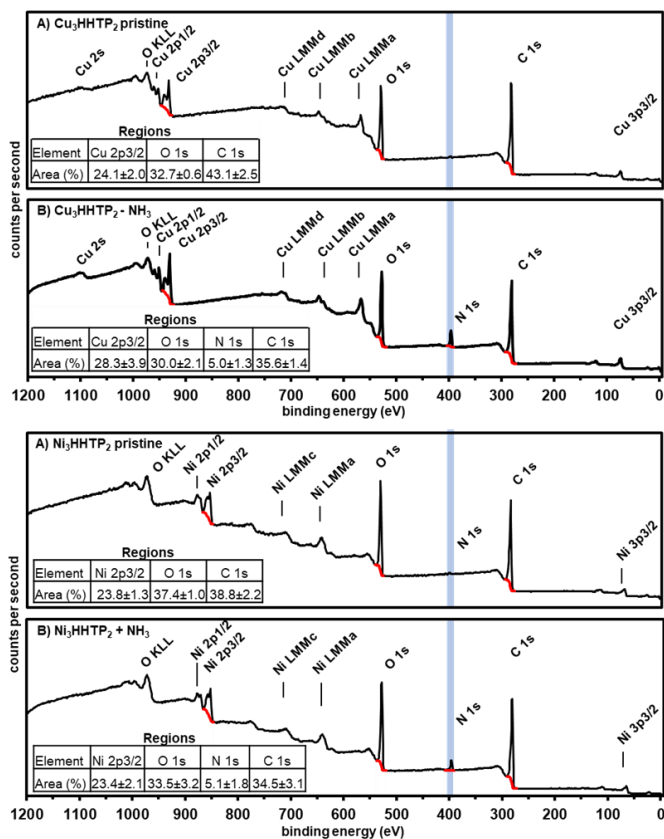 A) Cu3HHTP2 pristine
Cu 2s
O KLL
Cu 2p1/2
Cu 2p3/2
Cu LMMd
Cu LMMb
Cu LMMa
O 1s
C 1s
Cu 3p3/2
Regions
Element Cu 2p3/2 O 1s C 1s
Area (%) 24.1±2.0 32.7±0.6 43.1±2.5
counts per second
B) Cu3HHTP2 - NH3
Cu 2s
O KLL
Cu 2p1/2
Cu 2p3/2
Cu LMMd
Cu LMMb
Cu LMMa
O 1s
N 1s
C 1s
Cu 3p3/2
Regions
Element Cu 2p3/2 O 1s N 1s C 1s
Area (%) 28.3±3.9 30.0±2.1 5.0±1.3 35.6±1.4
1200 1100 1000 900 800 700 600 500 400 300 200 100 0
binding energy (eV)
A) Ni3HHTP2 pristine
O KLL
Ni 2p1/2
Ni 2p3/2
Ni LMMc
Ni LMMa
O 1s
N 1s
C 1s
Ni 3p3/2
Regions
Element Ni 2p3/2 O 1s C 1s
Area (%) 23.8±1.3 37.4±1.0 38.8±2.2
counts per second
B) Ni3HHTP2 + NH3
O KLL
Ni 2p1/2
Ni 2p3/2
Ni LMMc
Ni LMMa
O 1s
N 1s
C 1s
Ni 3p3/2
Regions
Element Ni 2p3/2 O 1s N 1s C 1s
Area (%) 23.4±2.1 33.5±3.2 5.1±1.8 34.5±3.1
1200 1100 1000 900 800 700 600 500 400 300 200 100 0
binding energy (eV)